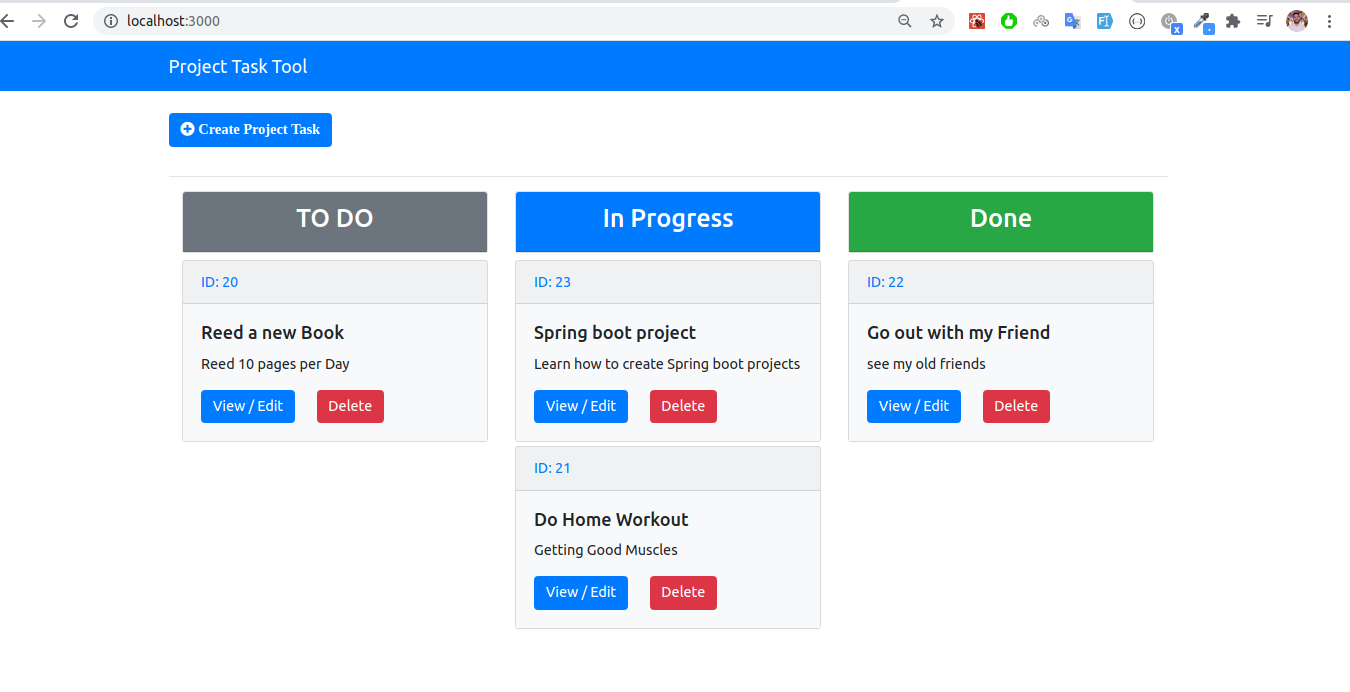 localhost:3000
Project Task Tool
Create Project Task
TO DO
ID: 20
Reed a new Book
Reed 10 pages per Day
View / Edit Delete
In Progress
ID: 23
Spring boot project
Learn how to create Spring boot projects
View / Edit Delete
ID: 21
Do Home Workout
Getting Good Muscles
View / Edit Delete
Done
ID: 22
Go out with my Friend
see my old friends
View / Edit Delete